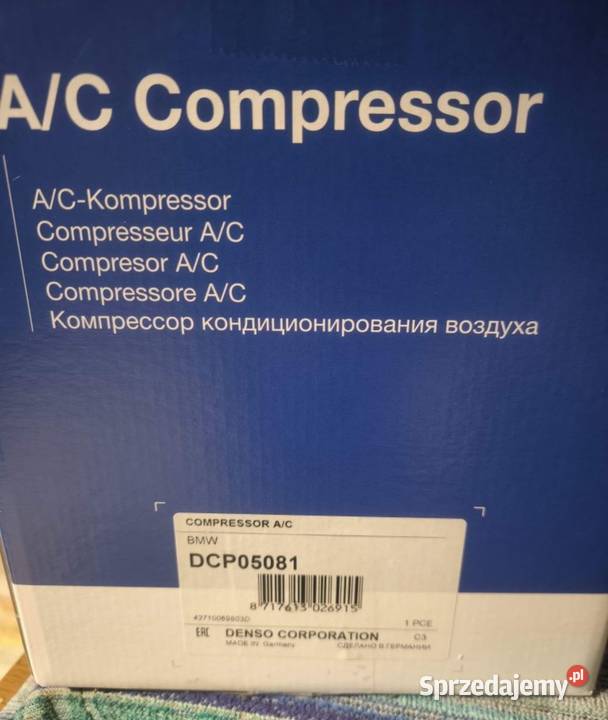 A/C Compressor
A/C-Kompressor
Compresseur A/C
Compresor A/C
Compressore A/C
Компрессор кондиционирования воздуха
COMPRESSOR A/C
BMW
DCP05081
8 717613 026915
1 PCE
EAC DENSO CORPORATION C3
MADE IN Germany СДЕЛАНО В ГЕРМАНИИ
Sprzedajemy.pl